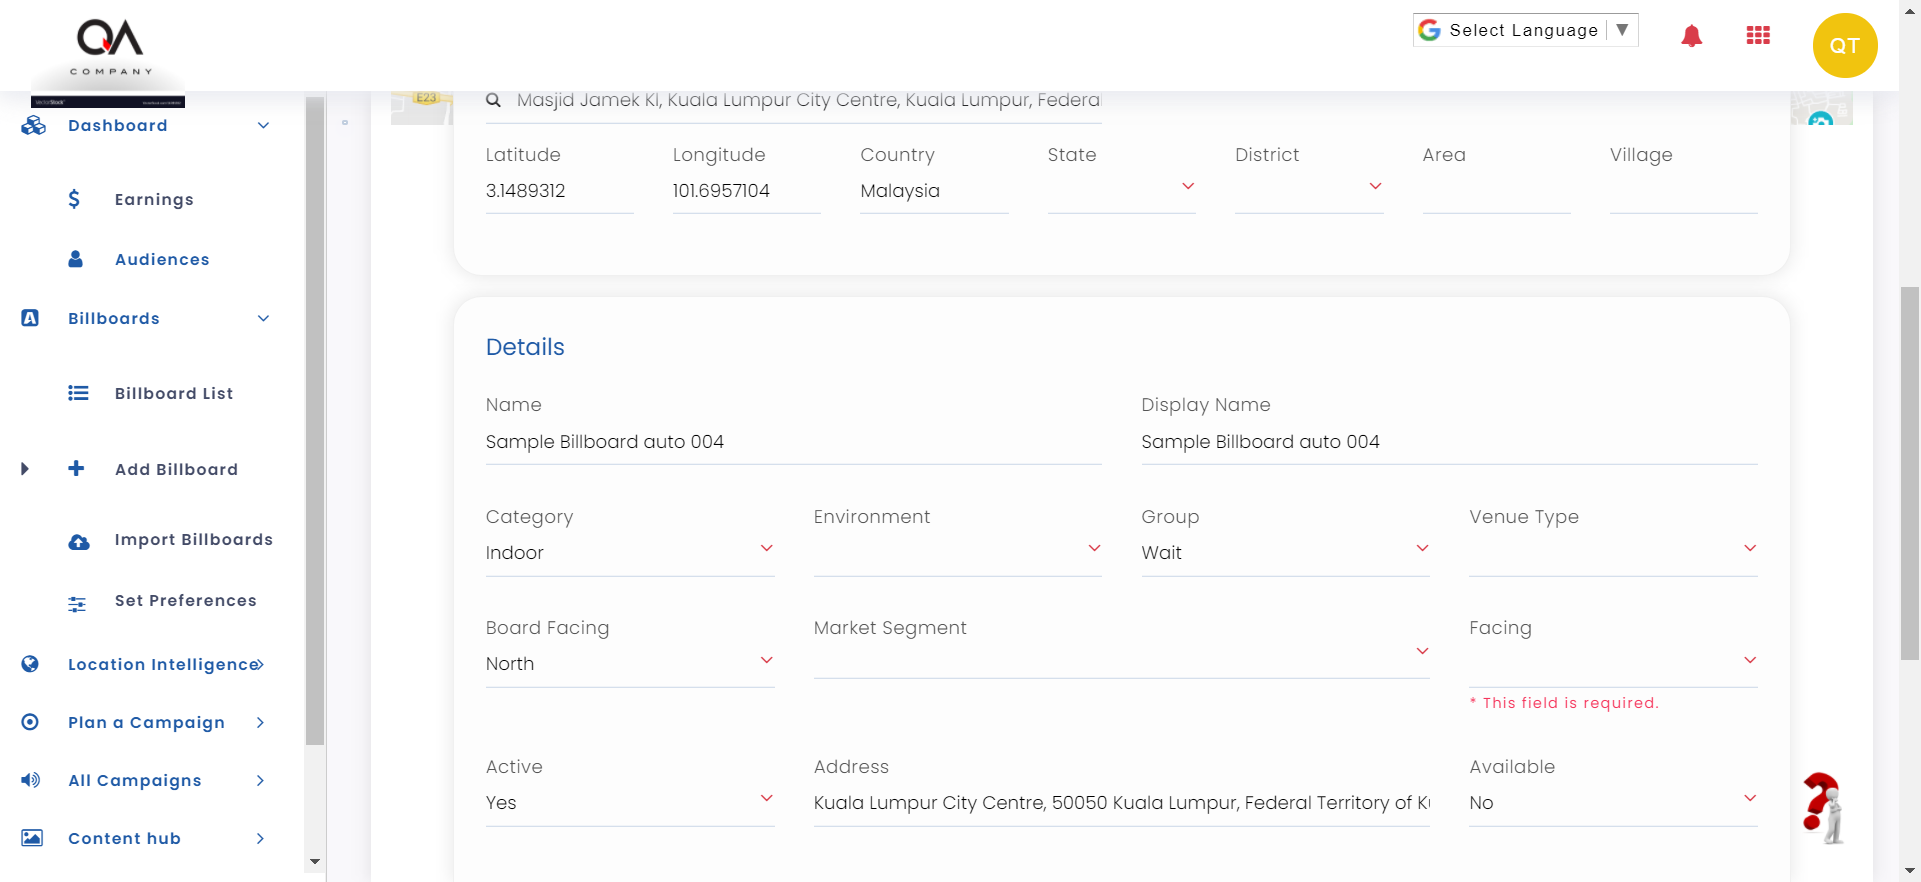 QA
COMPANY
Select Language ▼
QT
E23
Masjid Jamek Kl, Kuala Lumpur City Centre, Kuala Lumpur, Federal
Dashboard
Earnings
Audiences
Billboards
Billboard List
Add Billboard
Import Billboards
Set Preferences
Location Intelligence
Plan a Campaign
All Campaigns
Content hub
Latitude
3.1489312
Longitude
101.6957104
Country
Malaysia
State
District
Area
Village
Details
Name
Sample Billboard auto 004
Display Name
Sample Billboard auto 004
Category
Indoor
Environment
Group
Wait
Venue Type
Board Facing
North
Market Segment
Facing
* This field is required.
Active
Yes
Address
Kuala Lumpur City Centre, 50050 Kuala Lumpur, Federal Territory of
Available
No